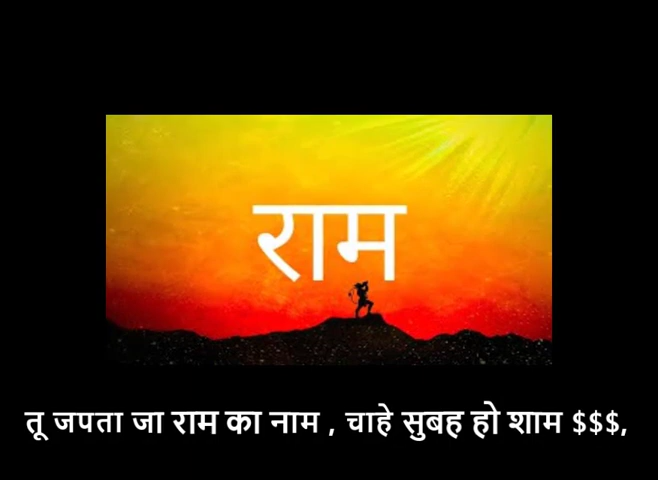 राम
तू जपता जा राम का नाम , चाहे सुबह हो शाम $$$,